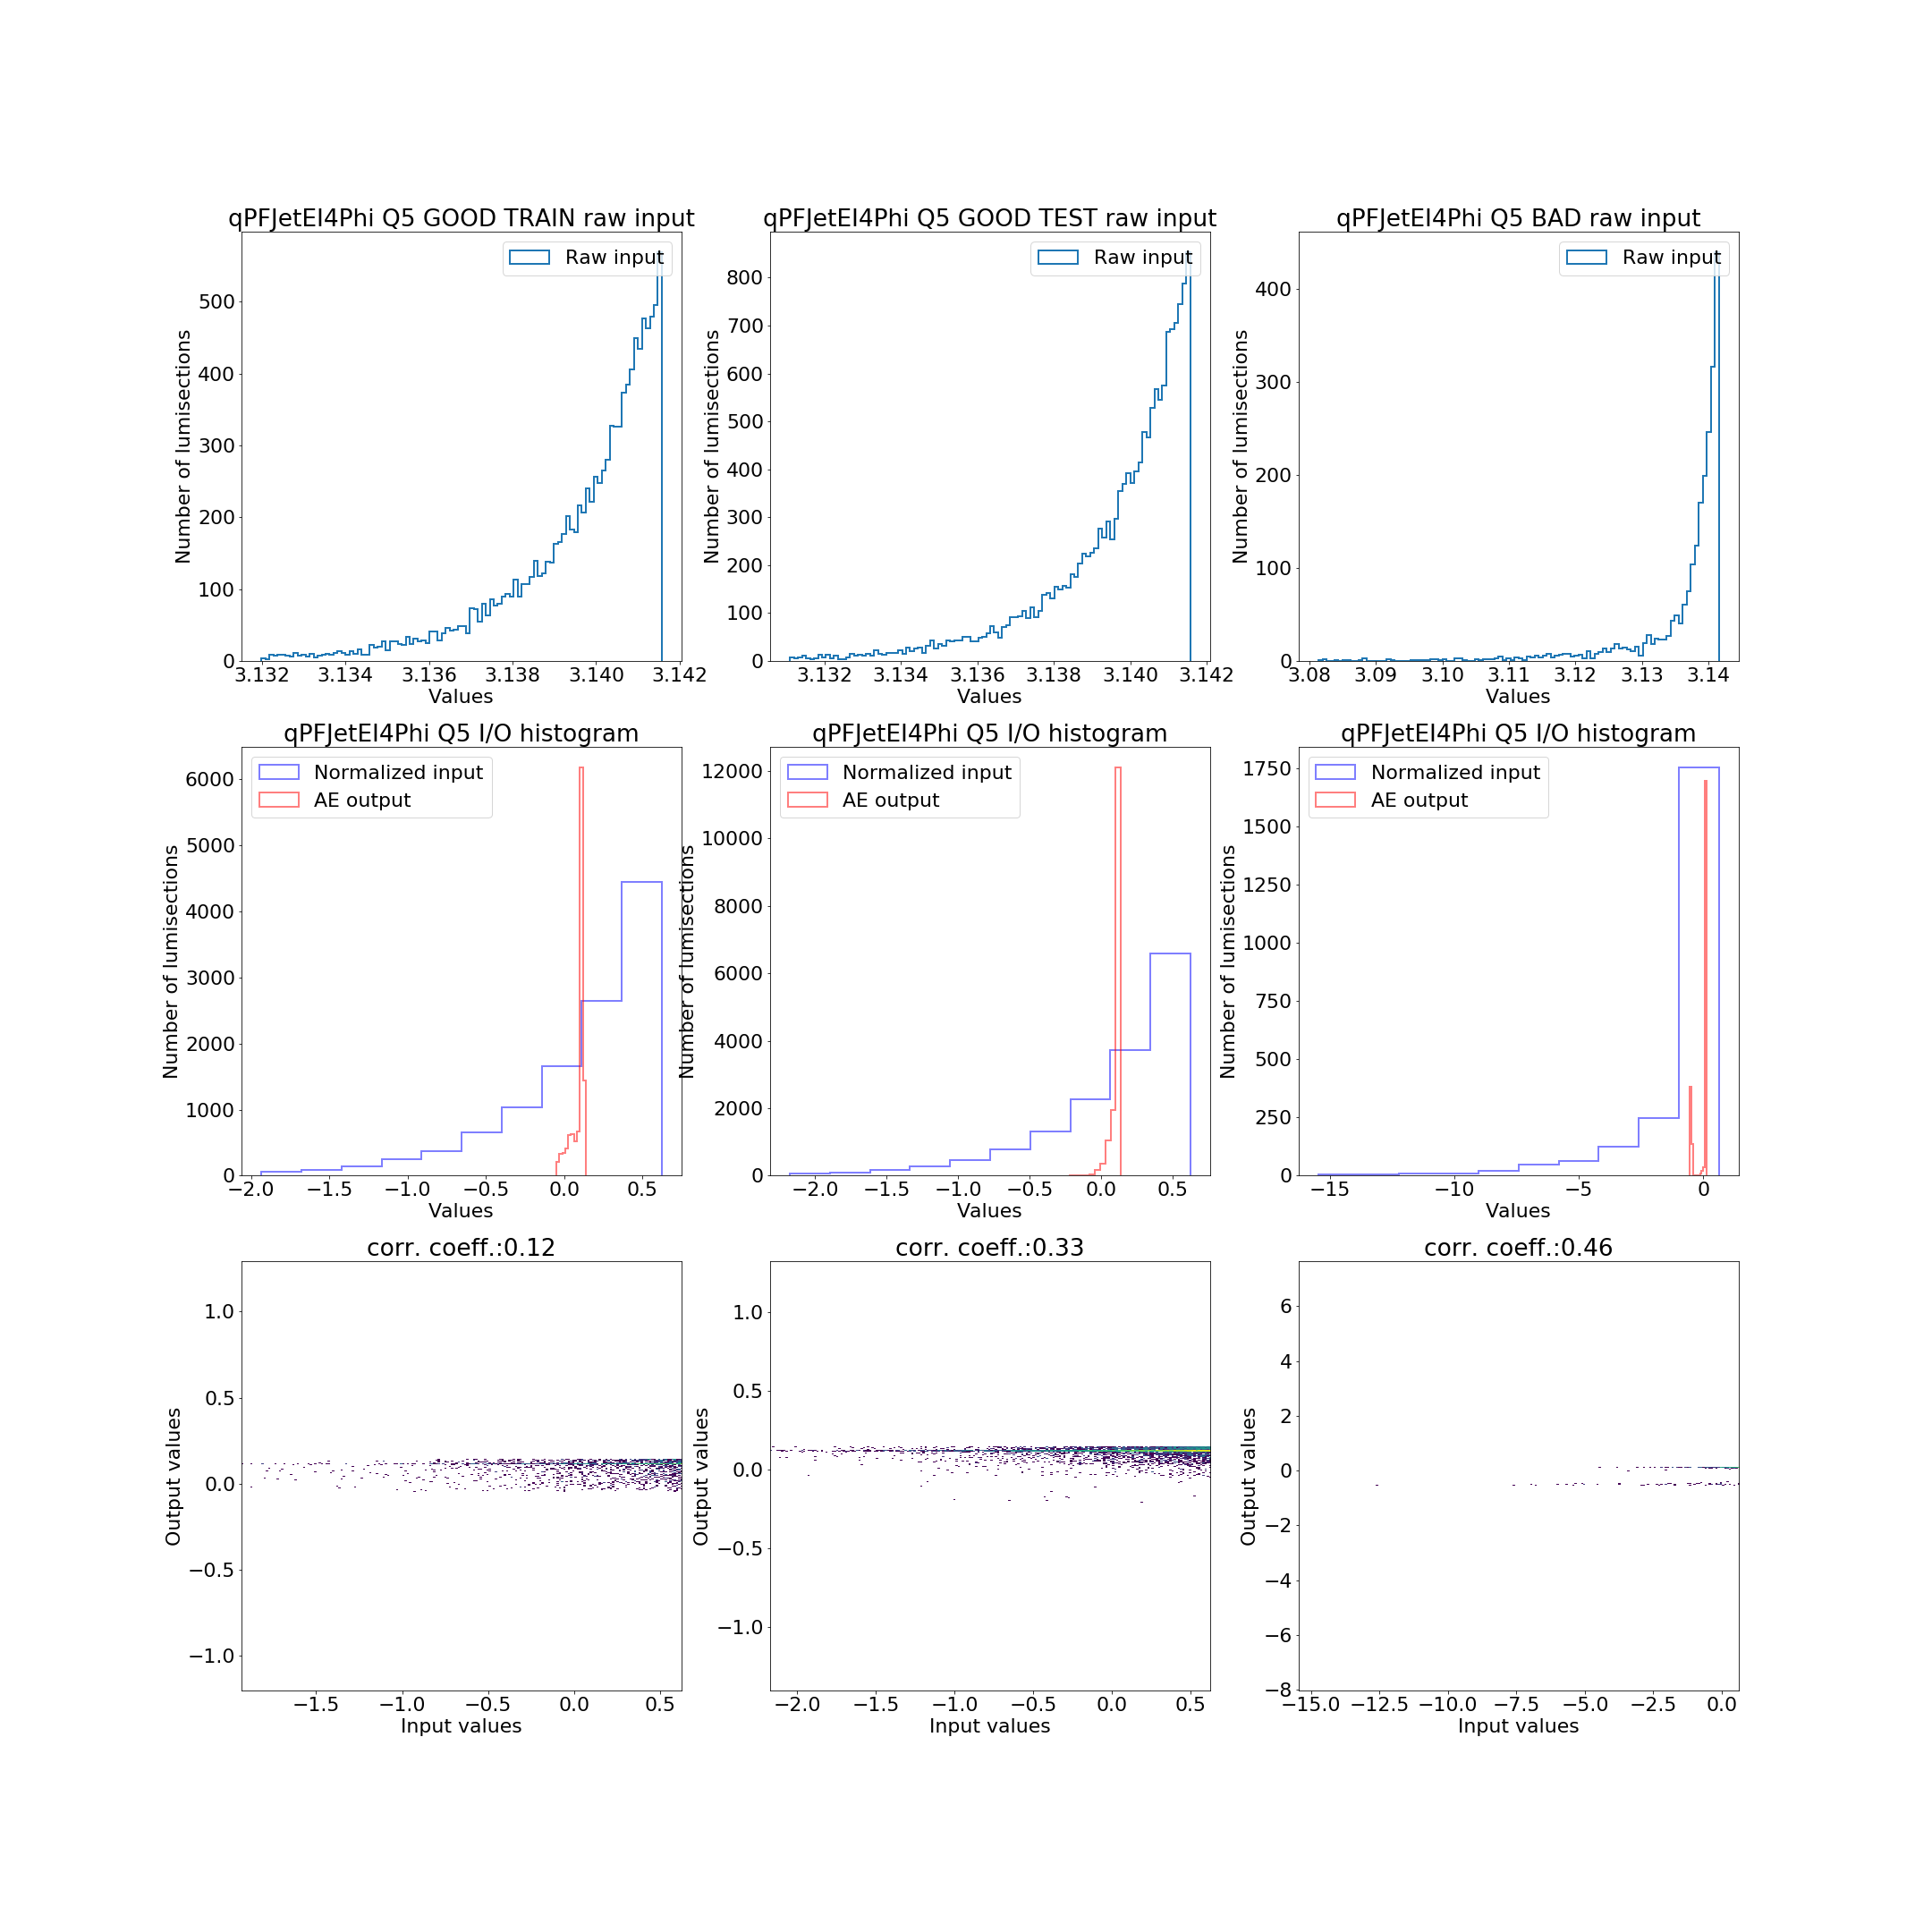 qPFJetEI4Phi Q5 GOOD TRAIN raw input
Raw input
Number of lumisections
0
100
200
300
400
500
3.132 3.134 3.136 3.138 3.140 3.142
Values
qPFJetEI4Phi Q5 GOOD TEST raw input
Raw input
Number of lumisections
0
100
200
300
400
500
600
700
800
3.132 3.134 3.136 3.138 3.140 3.142
Values
qPFJetEI4Phi Q5 BAD raw input
Raw input
Number of lumisections
0
100
200
300
400
3.08 3.09 3.10 3.11 3.12 3.13 3.14
Values
qPFJetEI4Phi Q5 I/O histogram
Normalized input
AE output
Number of lumisections
0
1000
2000
3000
4000
5000
6000
−2.0 −1.5 −1.0 −0.5 0.0 0.5
Values
qPFJetEI4Phi Q5 I/O histogram
Normalized input
AE output
Number of lumisections
0
2000
4000
6000
8000
10000
12000
−2.0 −1.5 −1.0 −0.5 0.0 0.5
Values
qPFJetEI4Phi Q5 I/O histogram
Normalized input
AE output
Number of lumisections
0
250
500
750
1000
1250
1500
1750
−15 −10 −5 0
Values
corr. coeff.:0.12
Output values
1.0
0.5
0.0
−0.5
−1.0
−1.5 −1.0 −0.5 0.0 0.5
Input values
corr. coeff.:0.33
Output values
1.0
0.5
0.0
−0.5
−1.0
−2.0 −1.5 −1.0 −0.5 0.0 0.5
Input values
corr. coeff.:0.46
Output values
6
4
2
0
−2
−4
−6
−8
−15.0 −12.5 −10.0 −7.5 −5.0 −2.5 0.0
Input values